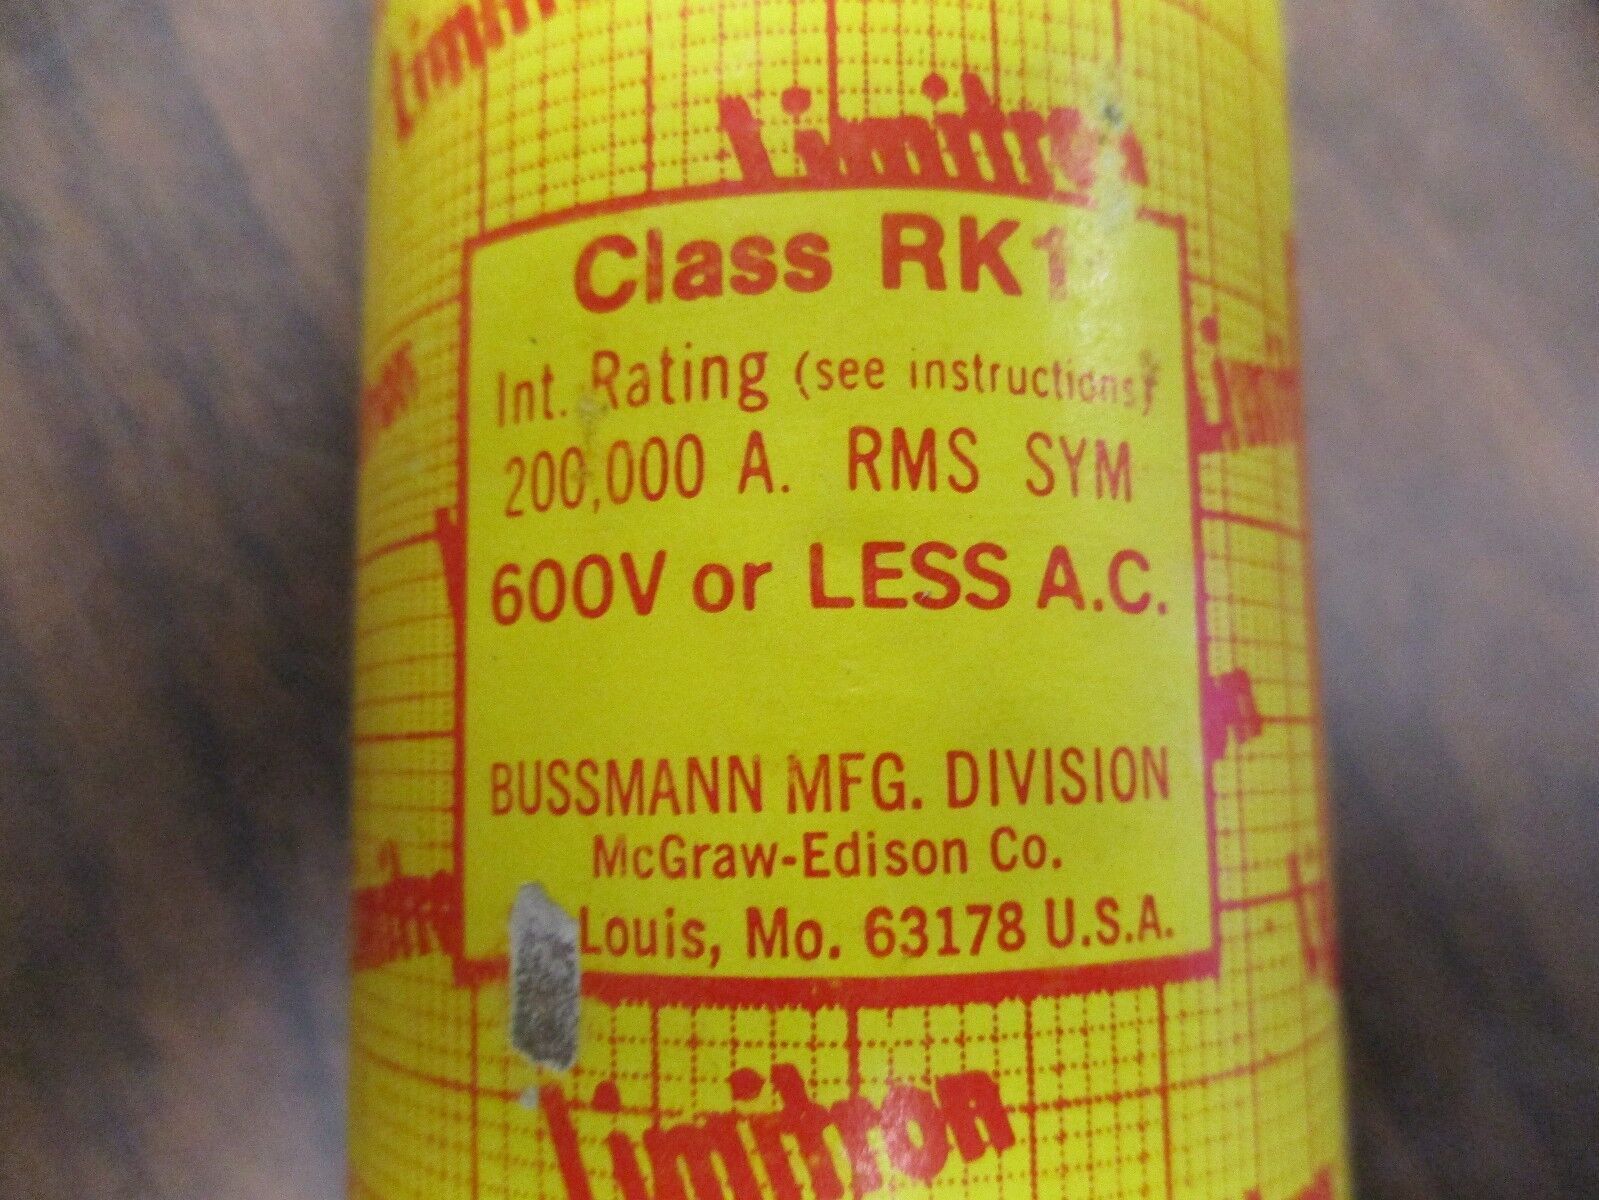 Limitron
Class RK1
Int. Rating (see instructions)
200,000 A. RMS SYM
600V or LESS A.C.
BUSSMANN MFG. DIVISION
McGraw-Edison Co.
Louis, Mo. 63178 U.S.A.
Limitron